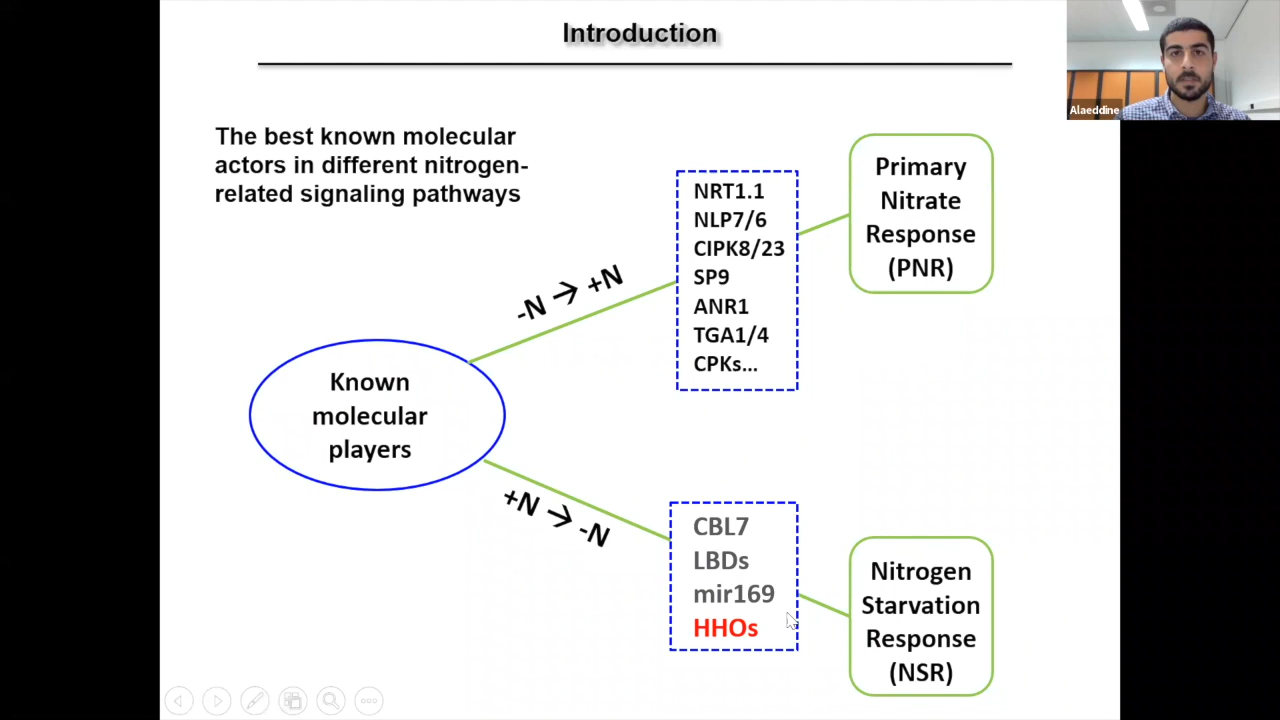 Introduction
Alaeddine
The best known molecular
actors in different nitrogen-
related signaling pathways
-N → +N
NRT1.1
NLP7/6
CIPK8/23
SP9
ANR1
TGA1/4
CPKs...
Primary
Nitrate
Response
(PNR)
Known
molecular
players
+N → -N
CBL7
LBDs
mir169
HHOs
Nitrogen
Starvation
Response
(NSR)